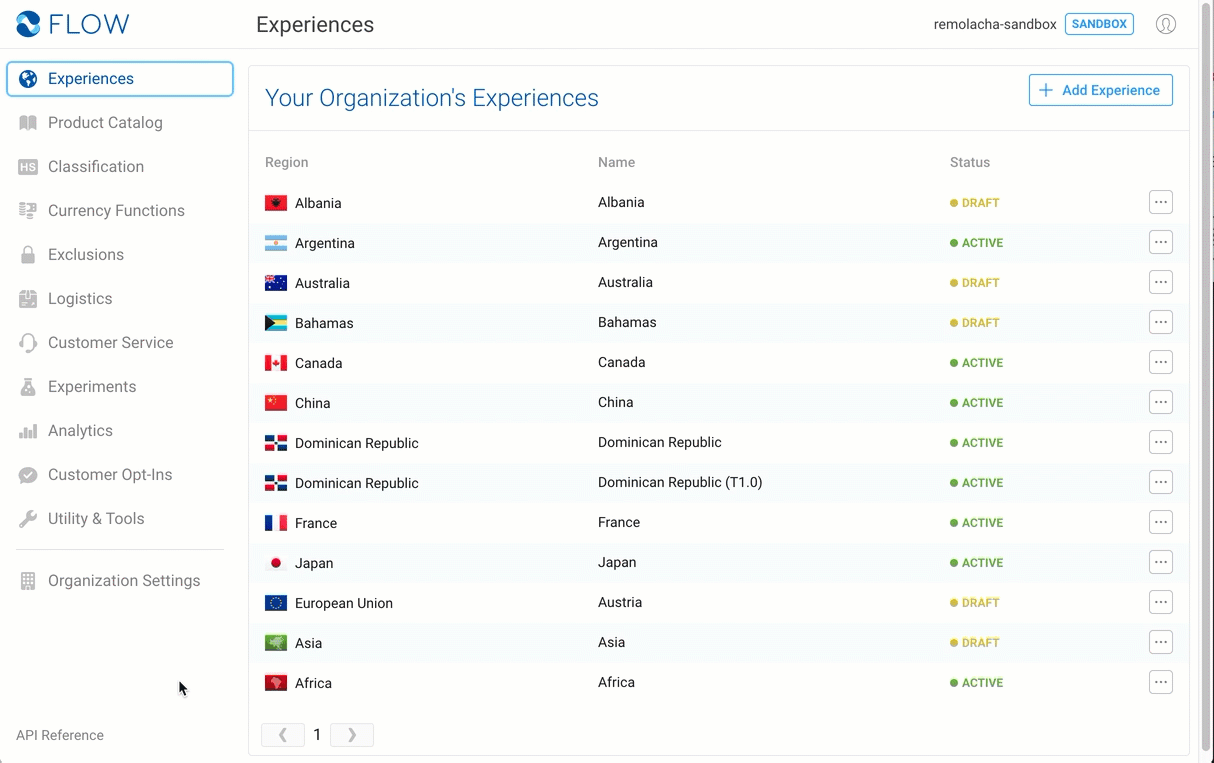 FLOW
Experiences
remolacha-sandbox SANDBOX
Experiences
Product Catalog
HS Classification
Currency Functions
Exclusions
Logistics
Customer Service
Experiments
Analytics
Customer Opt-Ins
Utility & Tools
Organization Settings
API Reference
Your Organization's Experiences
+ Add Experience
Region Name Status
Albania Albania DRAFT ...
Argentina Argentina ACTIVE ...
Australia Australia DRAFT ...
Bahamas Bahamas DRAFT ...
Canada Canada ACTIVE ...
China China ACTIVE ...
Dominican Republic Dominican Republic ACTIVE ...
Dominican Republic Dominican Republic (T1.0) ACTIVE ...
France France ACTIVE ...
Japan Japan ACTIVE ...
European Union Austria DRAFT ...
Asia Asia DRAFT ...
Africa Africa ACTIVE ...
❮ 1 ❯